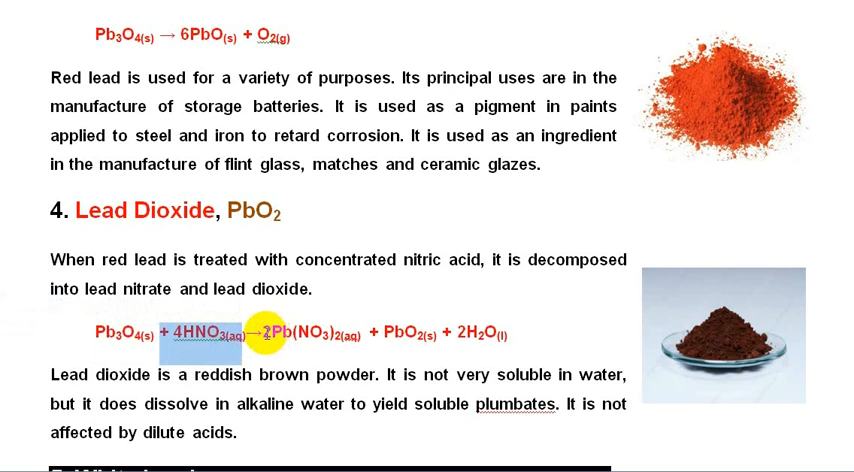 Pb₃O₄(s) → 6PbO(s) + O₂(g)
Red lead is used for a variety of purposes. Its principal uses are in the
manufacture of storage batteries. It is used as a pigment in paints
applied to steel and iron to retard corrosion. It is used as an ingredient
in the manufacture of flint glass, matches and ceramic glazes.
4. Lead Dioxide, PbO₂
When red lead is treated with concentrated nitric acid, it is decomposed
into lead nitrate and lead dioxide.
Pb₃O₄(s) + 4HNO₃(aq)→2Pb(NO₃)₂(aq) + PbO₂(s) + 2H₂O(l)
Lead dioxide is a reddish brown powder. It is not very soluble in water,
but it does dissolve in alkaline water to yield soluble plumbates. It is not
affected by dilute acids.